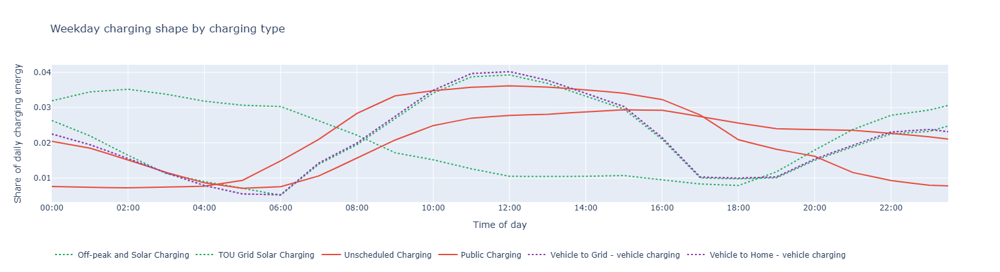 Weekday charging shape by charging type
Share of daily charging energy
0.04
0.03
0.02
0.01
00:00 02:00 04:00 06:00 08:00 10:00 12:00 14:00 16:00 18:00 20:00 22:00
Time of day
Off-peak and Solar Charging TOU Grid Solar Charging Unscheduled Charging Public Charging Vehicle to Grid - vehicle charging Vehicle to Home - vehicle charging